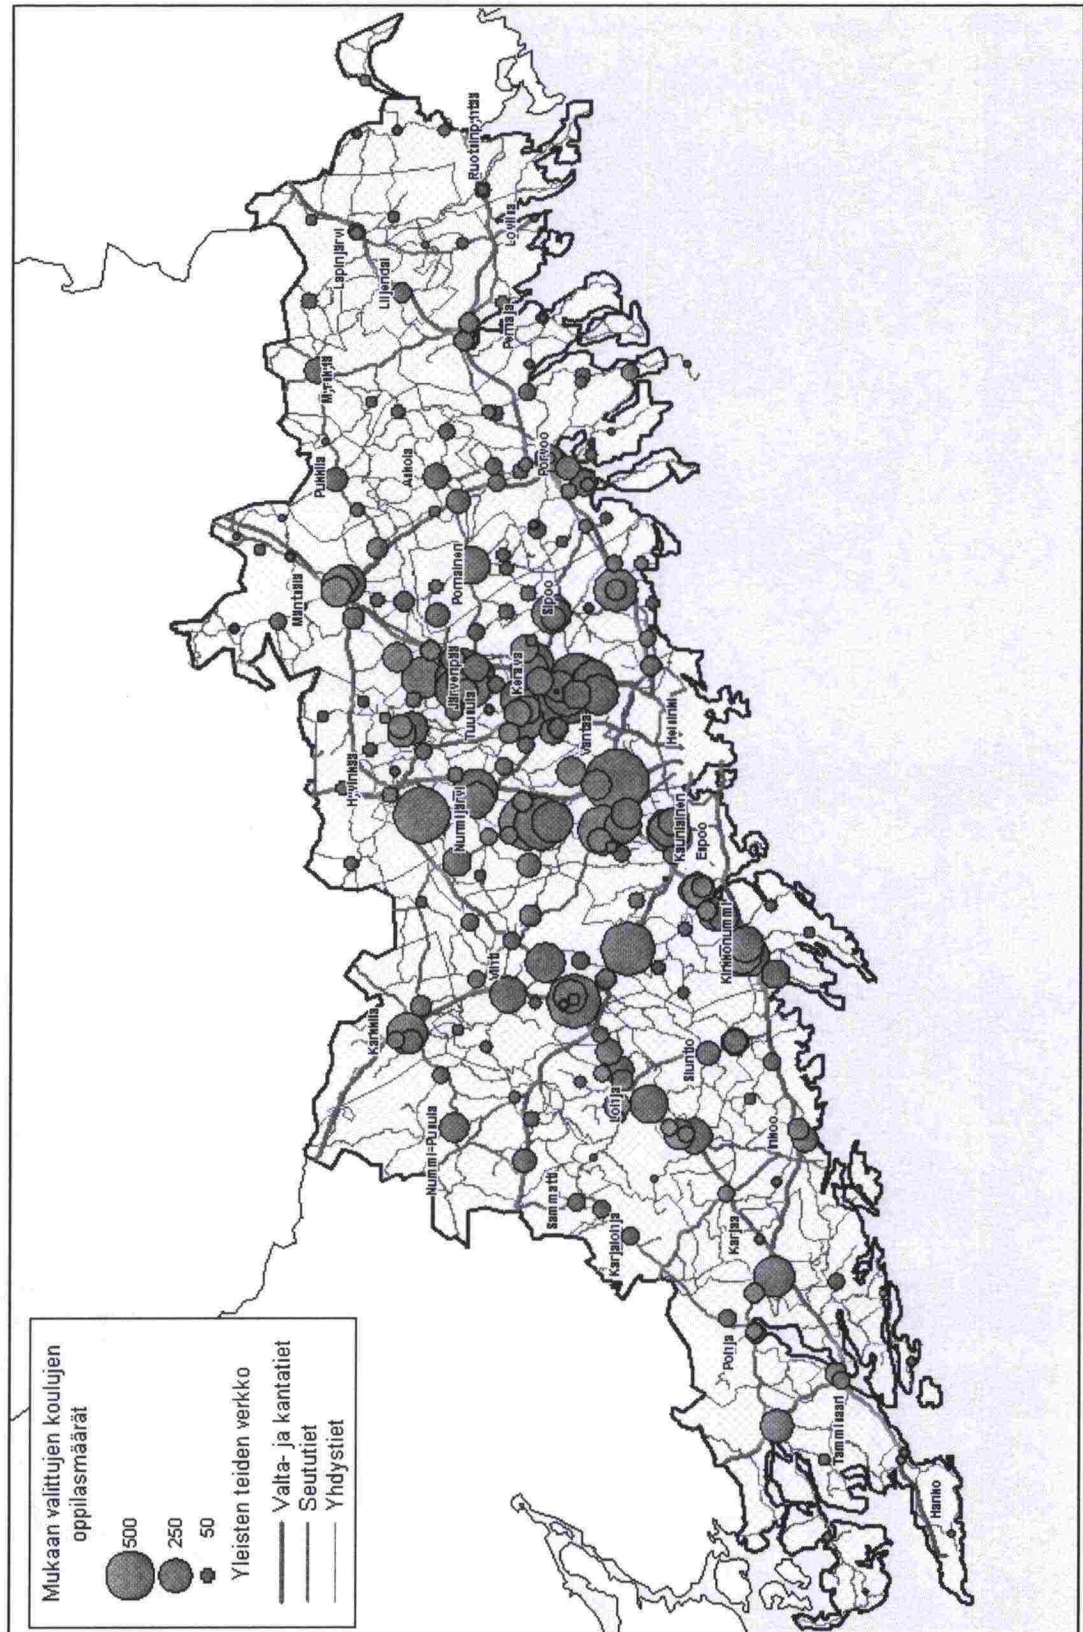 Mukaan valittujen koulujen
oppilasmäärät
500
250
50
Yleisten teiden verkko
Valta- ja kantatiet
Seututiet
Yhdystiet
Hanko
Tammisaari
Pohja
Karjaa
Karjalohja
Sammatti
Nummi-Pusula
Inkoo
Lohja
Siuntio
Karkkila
Vihti
Kirkkonummi
Espoo
Kauniainen
Nurmijärvi
Hyvinkää
Helsinki
Vantaa
Tuusula
Järvenpää
Kerava
Mäntsälä
Sipoo
Pornainen
Pukkila
Askola
Porvoo
Myrskylä
Pernaja
Liljendal
Lapinjärvi
Loviisa
Ruotsinpyhtää